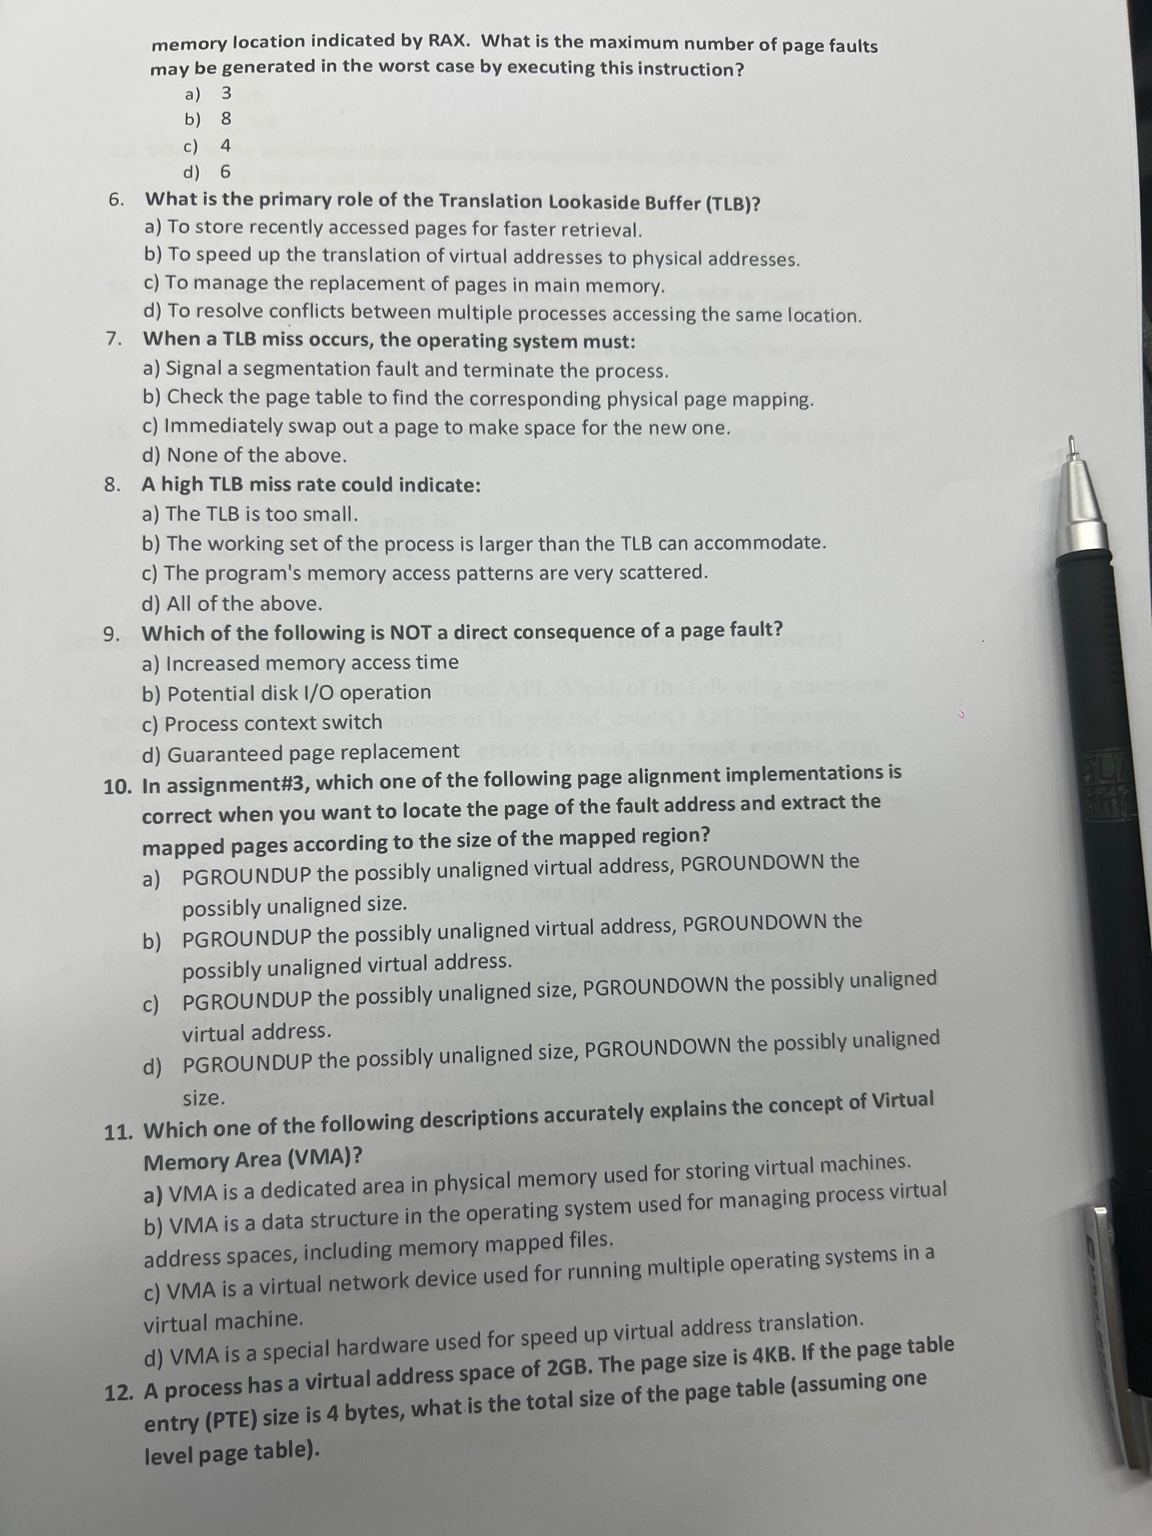 memory location indicated by RAX. What is the maximum number of page faults
may be generated in the worst case by executing this instruction?
a) 3
b) 8
c) 4
d) 6
6. What is the primary role of the Translation Lookaside Buffer (TLB)?
a) To store recently accessed pages for faster retrieval.
b) To speed up the translation of virtual addresses to physical addresses.
c) To manage the replacement of pages in main memory.
d) To resolve conflicts between multiple processes accessing the same location.
7. When a TLB miss occurs, the operating system must:
a) Signal a segmentation fault and terminate the process.
b) Check the page table to find the corresponding physical page mapping.
c) Immediately swap out a page to make space for the new one.
d) None of the above.
8. A high TLB miss rate could indicate:
a) The TLB is too small.
b) The working set of the process is larger than the TLB can accommodate.
c) The program's memory access patterns are very scattered.
d) All of the above.
9. Which of the following is NOT a direct consequence of a page fault?
a) Increased memory access time
b) Potential disk I/O operation
c) Process context switch
d) Guaranteed page replacement
10. In assignment#3, which one of the following page alignment implementations is
correct when you want to locate the page of the fault address and extract the
mapped pages according to the size of the mapped region?
a) PGROUNDUP the possibly unaligned virtual address, PGROUNDOWN the
possibly unaligned size.
b) PGROUNDUP the possibly unaligned virtual address, PGROUNDOWN the
possibly unaligned virtual address.
c) PGROUNDUP the possibly unaligned size, PGROUNDOWN the possibly unaligned
virtual address.
d) PGROUNDUP the possibly unaligned size, PGROUNDOWN the possibly unaligned
size.
11. Which one of the following descriptions accurately explains the concept of Virtual
Memory Area (VMA)?
a) VMA is a dedicated area in physical memory used for storing virtual machines.
b) VMA is a data structure in the operating system used for managing process virtual
address spaces, including memory mapped files.
c) VMA is a virtual network device used for running multiple operating systems in a
virtual machine.
d) VMA is a special hardware used for speed up virtual address translation.
12. A process has a virtual address space of 2GB. The page size is 4KB. If the page table
entry (PTE) size is 4 bytes, what is the total size of the page table (assuming one
level page table).